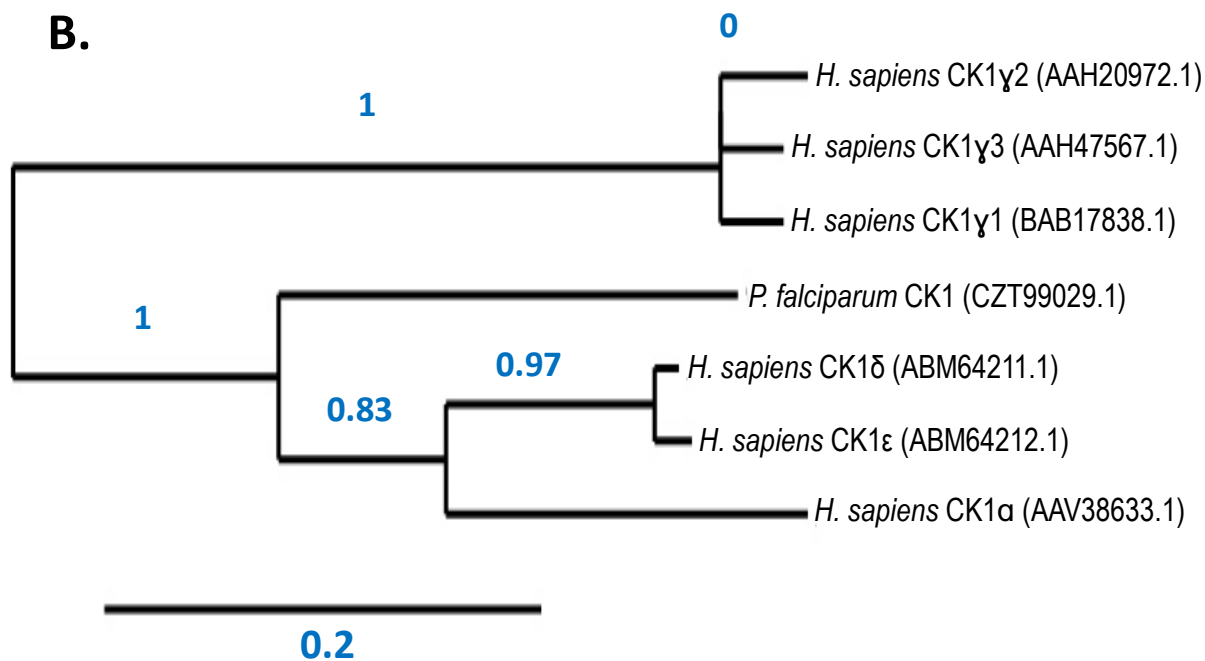 B.
0
H. sapiens CK1ɣ2 (AAH20972.1)
1
H. sapiens CK1ɣ3 (AAH47567.1)
H. sapiens CK1ɣ1 (BAB17838.1)
P. falciparum CK1 (CZT99029.1)
1
0.97
H. sapiens CK1δ (ABM64211.1)
0.83
H. sapiens CK1ε (ABM64212.1)
H. sapiens CK1ɑ (AAV38633.1)
0.2